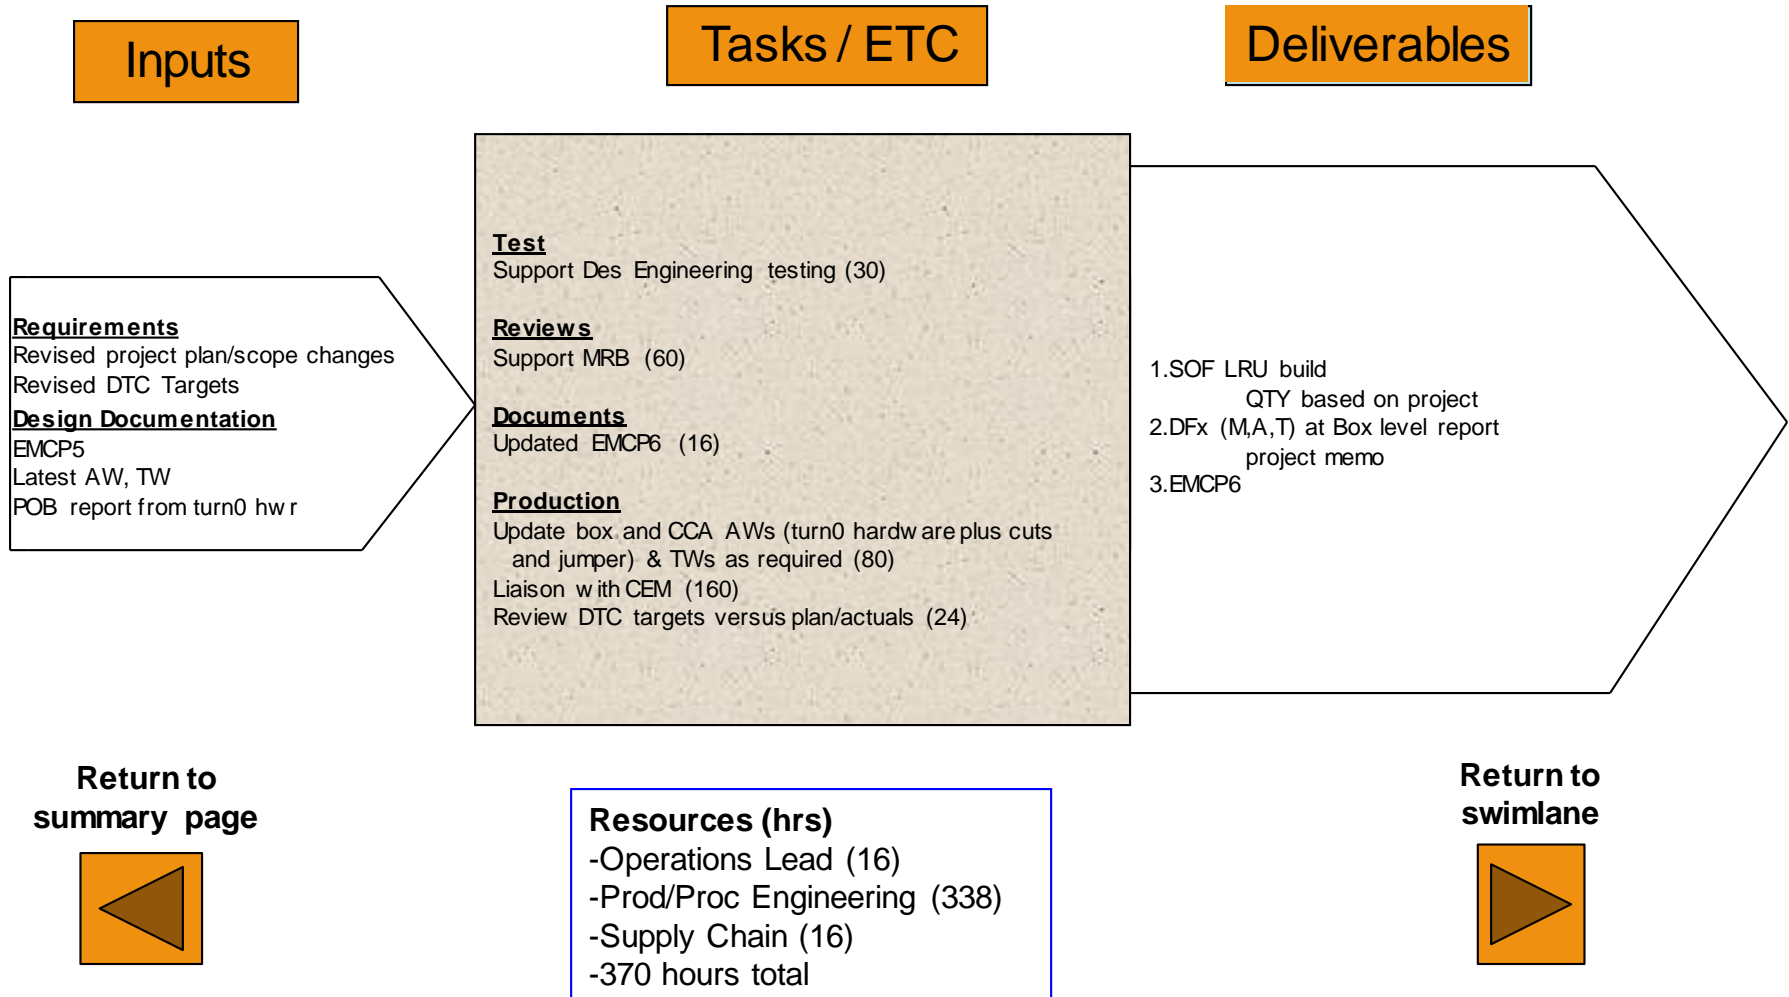 Inputs
Tasks / ETC
Deliverables
Requirements
Revised project plan/scope changes
Revised DTC Targets
Design Documentation
EMCP5
Latest AW, TW
POB report from turn0 hwr
Test
Support Des Engineering testing (30)
Reviews
Support MRB (60)
Documents
Updated EMCP6 (16)
Production
Update box and CCA AWs (turn0 hardware plus cuts
and jumper) & TWs as required (80)
Liaison with CEM (160)
Review DTC targets versus plan/actuals (24)
1.SOF LRU build
QTY based on project
2.DFx (M,A,T) at Box level report
project memo
3.EMCP6
Return to
summary page
Resources (hrs)
-Operations Lead (16)
-Prod/Proc Engineering (338)
-Supply Chain (16)
-370 hours total
Return to
swimlane